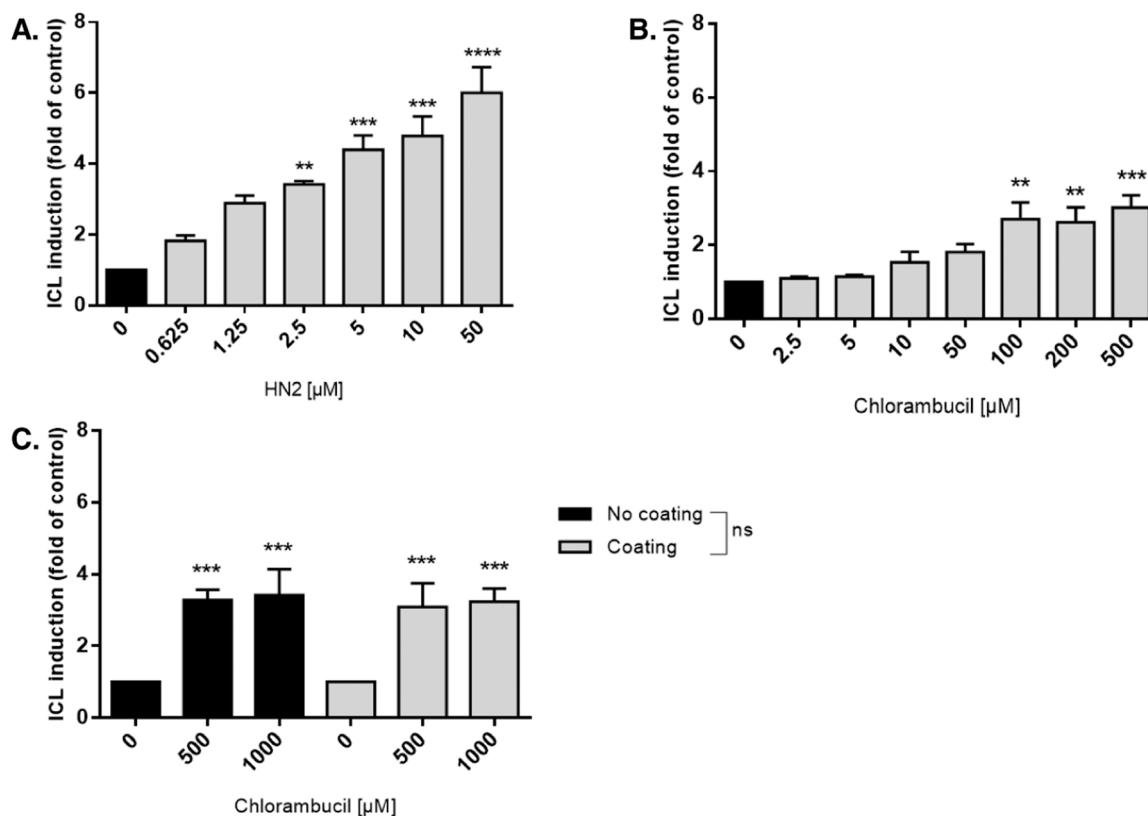 A.
ICL induction (fold of control)
8
6
4
2
0
** *** *** ****
0 0.625 1.25 2.5 5 10 50
HN2 [µM]
B.
ICL induction (fold of control)
8
6
4
2
0
** ** ***
0 2.5 5 10 50 100 200 500
Chlorambucil [µM]
C.
ICL induction (fold of control)
8
6
4
2
0
*** *** *** ***
0 500 1000 0 500 1000
Chlorambucil [µM]
No coating
Coating
ns